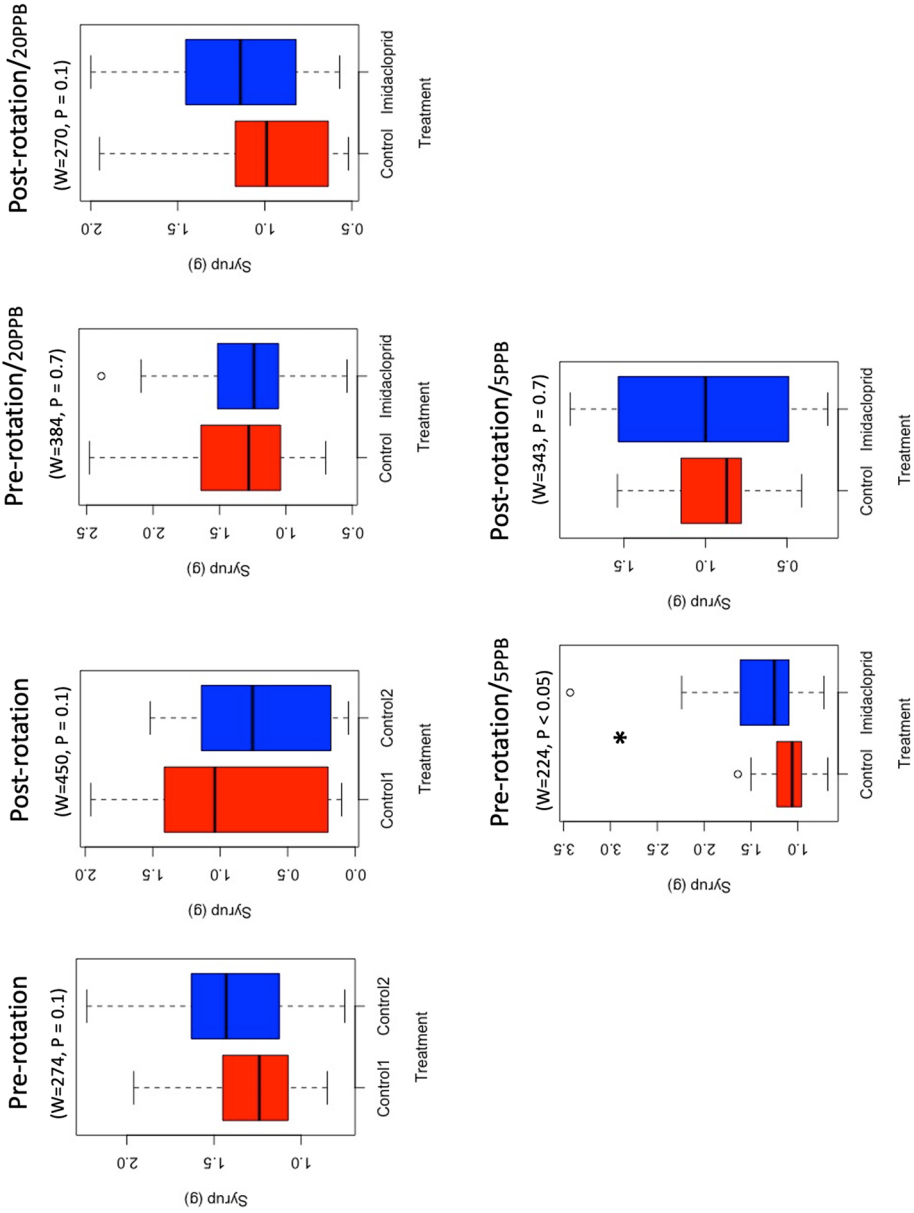 Pre-rotation
(W=274, P = 0.1)
2.0
1.5
1.0
Syrup (g)
Control1 Control2
Treatment
Post-rotation
(W=450, P = 0.1)
2.0
1.5
1.0
0.5
0.0
Syrup (g)
Control1 Control2
Treatment
Pre-rotation/20PPB
(W=384, P = 0.7)
2.5
2.0
1.5
1.0
0.5
Syrup (g)
Control Imidacloprid
Treatment
Post-rotation/20PPB
(W=270, P = 0.1)
2.0
1.5
1.0
0.5
Syrup (g)
Control Imidacloprid
Treatment
Pre-rotation/5PPB
(W=224, P < 0.05)
*
3.5
3.0
2.5
2.0
1.5
1.0
Syrup (g)
Control Imidacloprid
Treatment
Post-rotation/5PPB
(W=343, P = 0.7)
1.5
1.0
0.5
Syrup (g)
Control Imidacloprid
Treatment